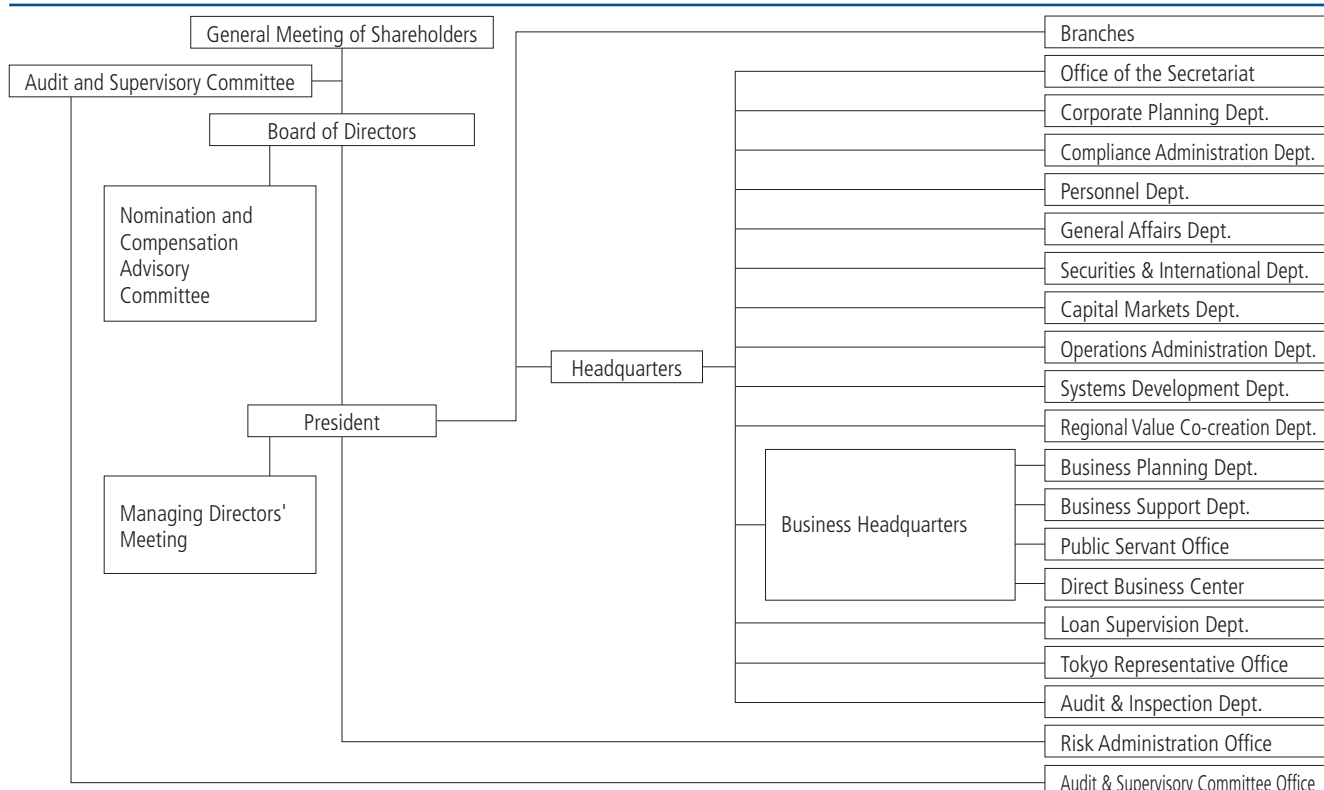 General Meeting of Shareholders
Audit and Supervisory Committee
Board of Directors
Nomination and
Compensation
Advisory
Committee
President
Managing Directors'
Meeting
Headquarters
Business Headquarters
Branches
Office of the Secretariat
Corporate Planning Dept.
Compliance Administration Dept.
Personnel Dept.
General Affairs Dept.
Securities & International Dept.
Capital Markets Dept.
Operations Administration Dept.
Systems Development Dept.
Regional Value Co-creation Dept.
Business Planning Dept.
Business Support Dept.
Public Servant Office
Direct Business Center
Loan Supervision Dept.
Tokyo Representative Office
Audit & Inspection Dept.
Risk Administration Office
Audit & Supervisory Committee Office